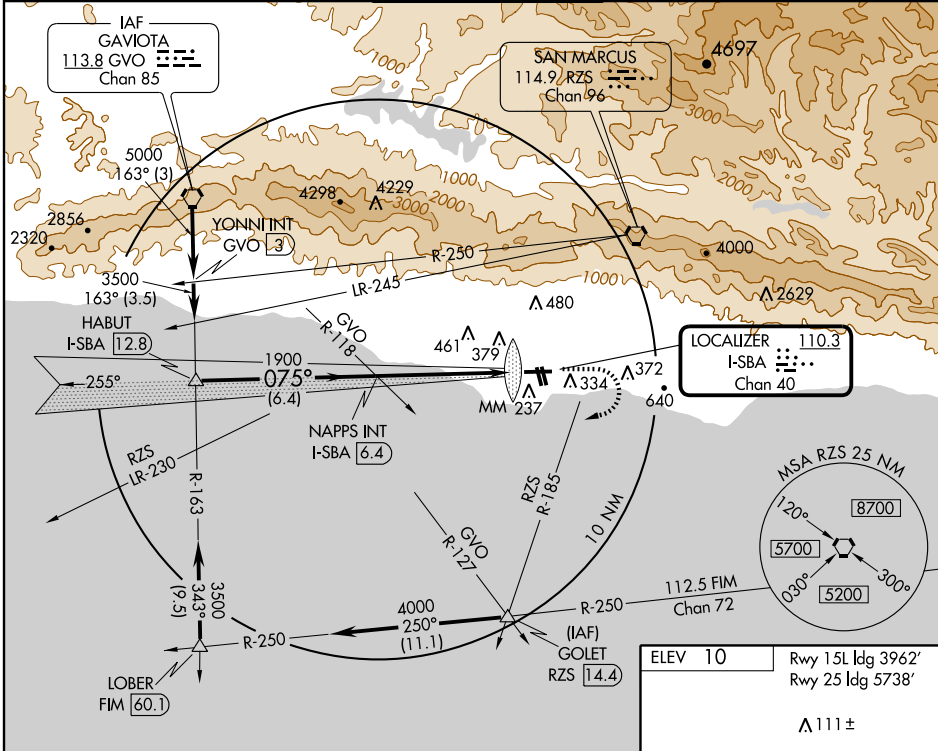 IAF
GAVIOTA
113.8 GVO
Chan 85
SAN MARCUS
114.9 RZS
Chan 96
4697
1000
3000
5000
163° (3)
1000
4298
4229
3000
2000
1000
2000
2856
2320
YONNI INT
GVO 3
R-250
LR-245
4000
1000
3500
163° (3.5)
480
2629
HABUT
I-SBA 12.8
GVO
R-118
461
379
LOCALIZER 110.3
I-SBA
Chan 40
1900
075°
(6.4)
255°
334
372
640
MM
237
NAPPS INT
I-SBA 6.4
RZS
LR-230
R-163
RZS
R-185
10 NM
MSA RZS 25 NM
120°
8700
5700
030°
5200
300°
GVO
R-127
3500
343°
(9.5)
4000
250°
(11.1)
R-250
R-250
112.5 FIM
Chan 72
(IAF)
GOLET
RZS 14.4
LOBER
FIM 60.1
ELEV 10
Rwy 15L ldg 3962'
Rwy 25 ldg 5738'
111±